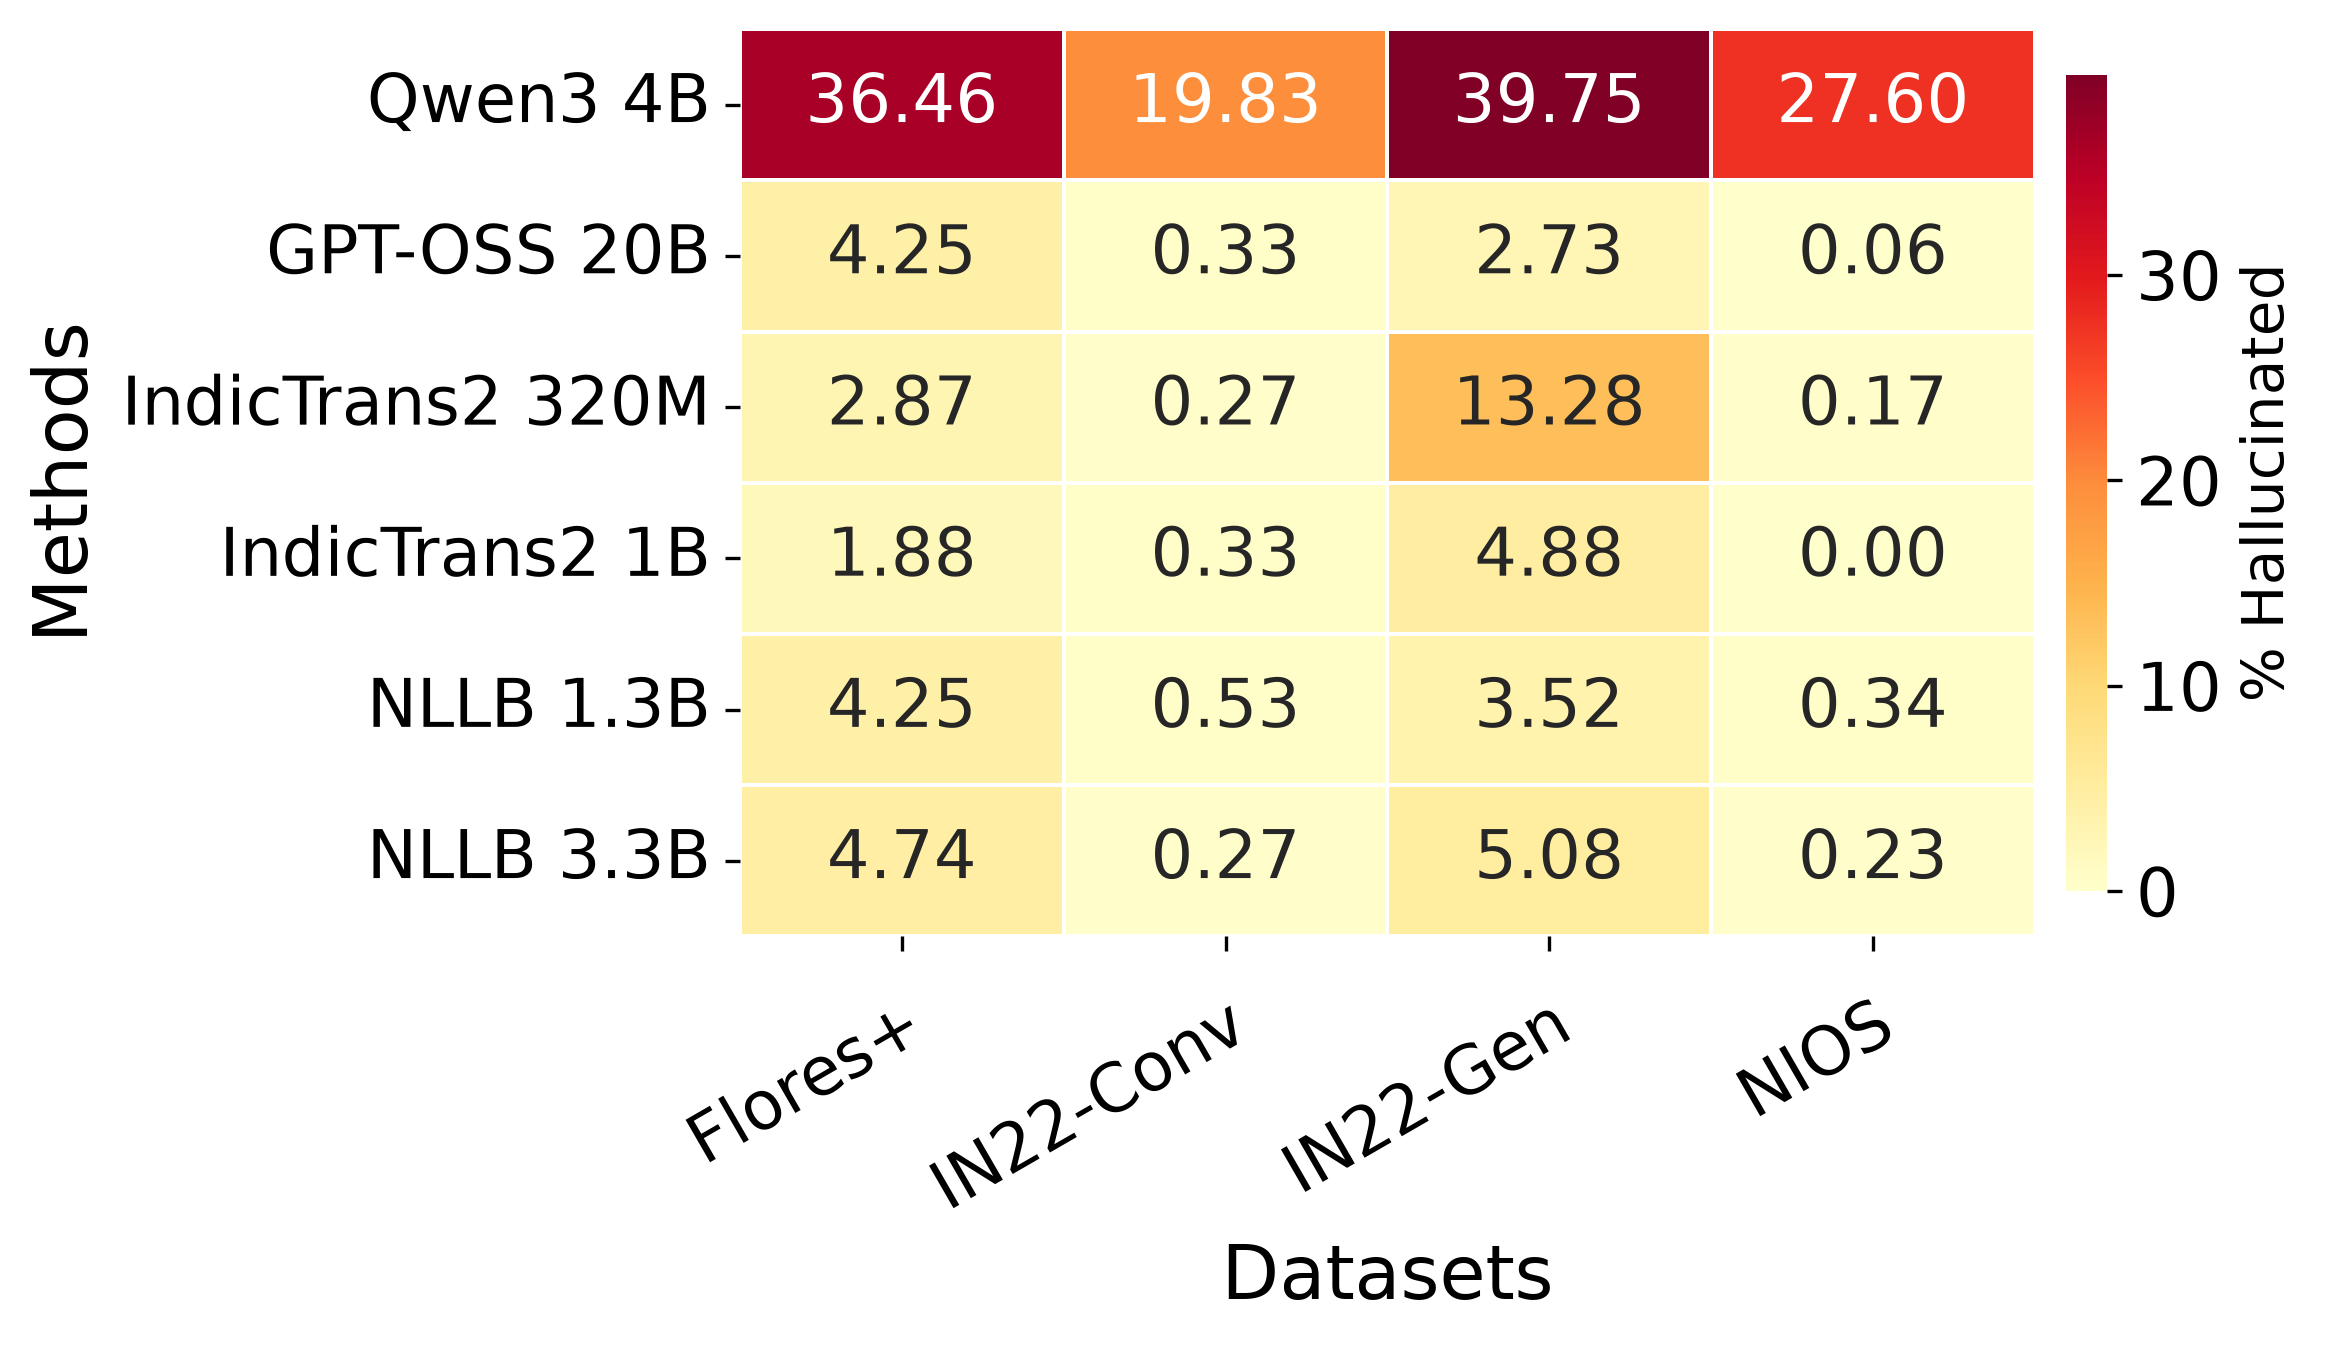 Methods
Qwen3 4B 36.46 19.83 39.75 27.60
GPT-OSS 20B 4.25 0.33 2.73 0.06
IndicTrans2 320M 2.87 0.27 13.28 0.17
IndicTrans2 1B 1.88 0.33 4.88 0.00
NLLB 1.3B 4.25 0.53 3.52 0.34
NLLB 3.3B 4.74 0.27 5.08 0.23
Flores+ IN22-Conv IN22-Gen NIOS
Datasets
30
20
10
0
% Hallucinated